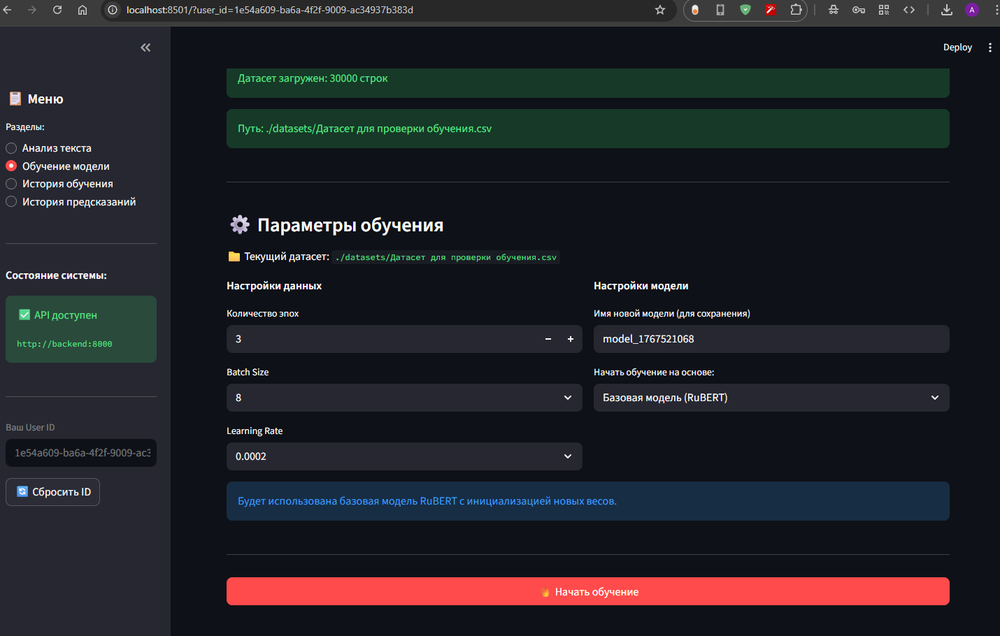 localhost:8501/?user_id=1e54a609-ba6a-4f2f-9009-ac34937b383d
A
Deploy
Меню
Разделы:
Анализ текста
Обучение модели
История обучения
История предсказаний
Состояние системы:
API доступен
http://backend:8000
Ваш User ID
1e54a609-ba6a-4f2f-9009-ac3
Сбросить ID
Датасет загружен: 30000 строк
Путь: ./datasets/Датасет для проверки обучения.csv
Параметры обучения
Текущий датасет: ./datasets/Датасет для проверки обучения.csv
Настройки данных
Количество эпох
3
Batch Size
8
Learning Rate
0.0002
Настройки модели
Имя новой модели (для сохранения)
model_1767521068
Начать обучение на основе:
Базовая модель (RuBERT)
Будет использована базовая модель RuBERT с инициализацией новых весов.
Начать обучение